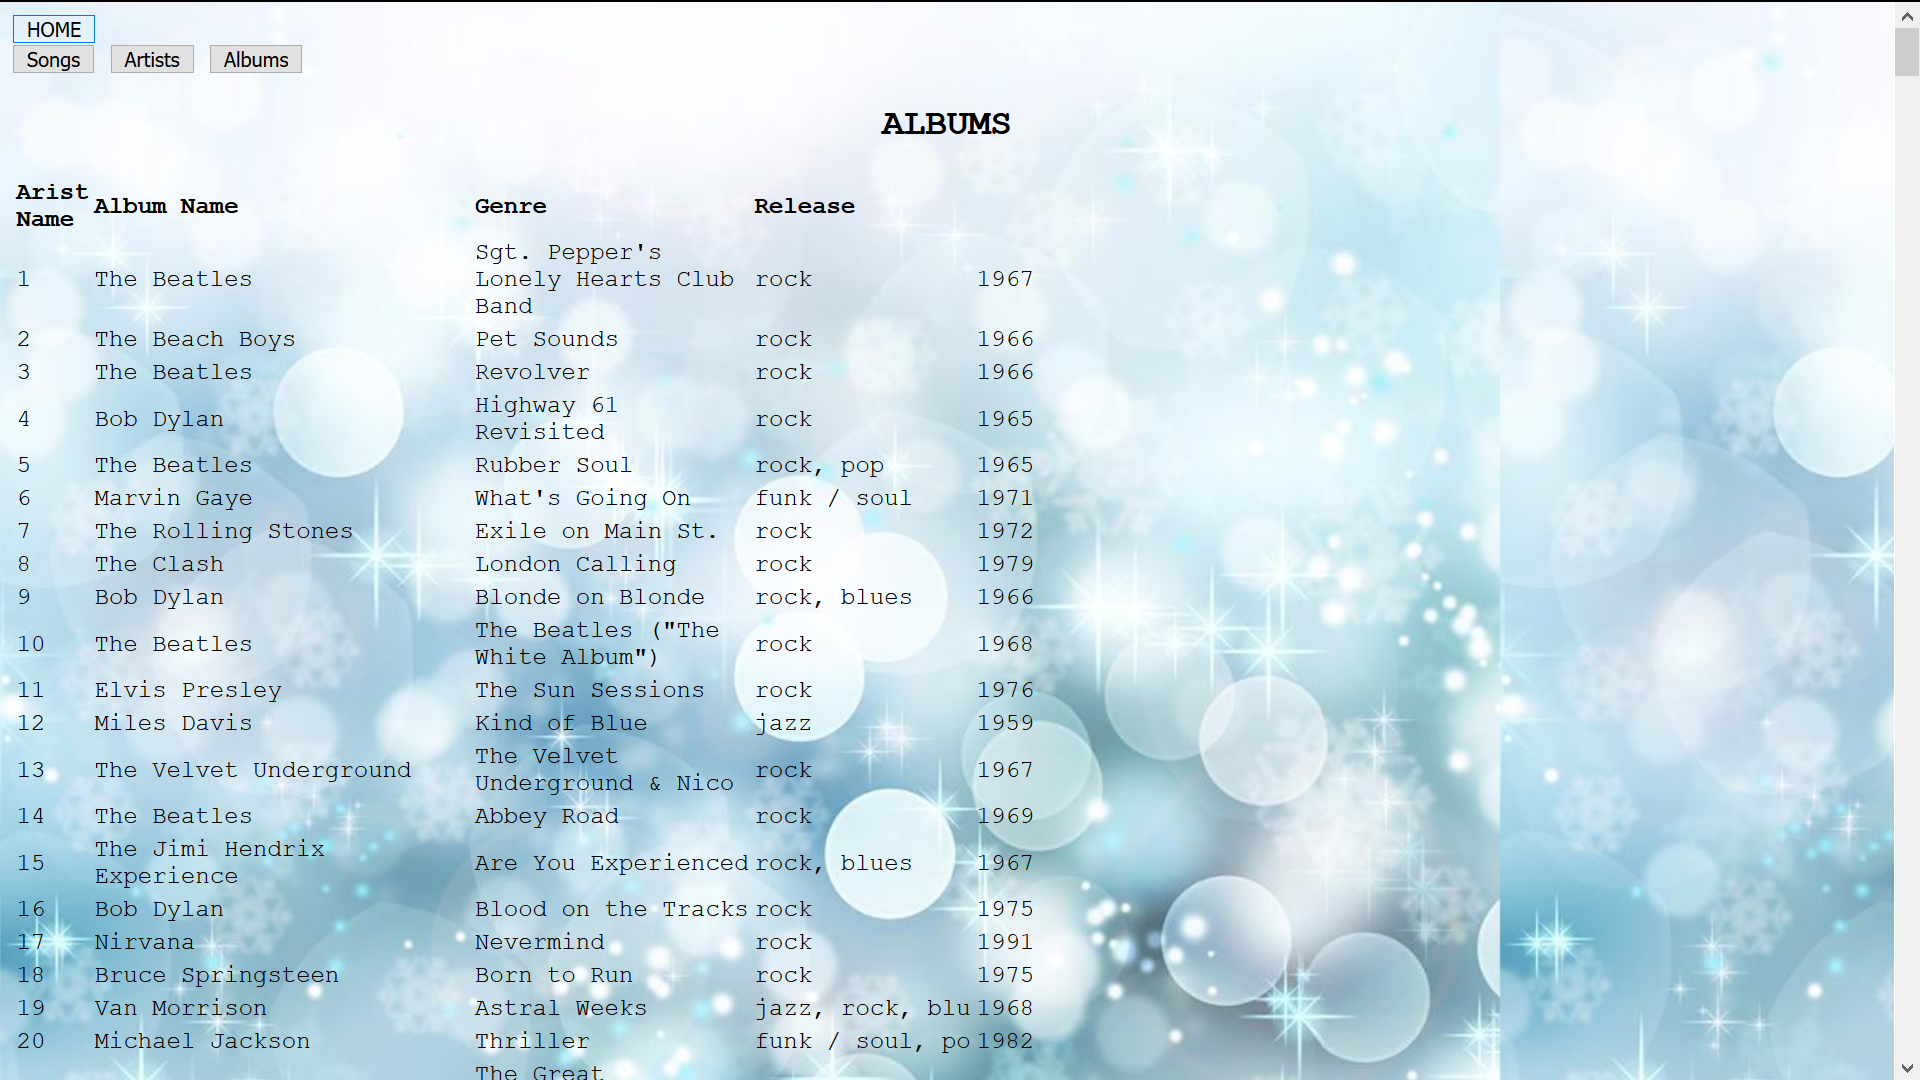 HOME
Songs Artists Albums
ALBUMS
Arist Name Album Name Genre Release
1 The Beatles Sgt. Pepper's Lonely Hearts Club Band rock 1967
2 The Beach Boys Pet Sounds rock 1966
3 The Beatles Revolver rock 1966
4 Bob Dylan Highway 61 Revisited rock 1965
5 The Beatles Rubber Soul rock, pop 1965
6 Marvin Gaye What's Going On funk / soul 1971
7 The Rolling Stones Exile on Main St. rock 1972
8 The Clash London Calling rock 1979
9 Bob Dylan Blonde on Blonde rock, blues 1966
10 The Beatles The Beatles ("The White Album") rock 1968
11 Elvis Presley The Sun Sessions rock 1976
12 Miles Davis Kind of Blue jazz 1959
13 The Velvet Underground The Velvet Underground & Nico rock 1967
14 The Beatles Abbey Road rock 1969
15 The Jimi Hendrix Experience Are You Experienced rock, blues 1967
16 Bob Dylan Blood on the Tracks rock 1975
17 Nirvana Nevermind rock 1991
18 Bruce Springsteen Born to Run rock 1975
19 Van Morrison Astral Weeks jazz, rock, blu 1968
20 Michael Jackson Thriller funk / soul, po 1982
The Great